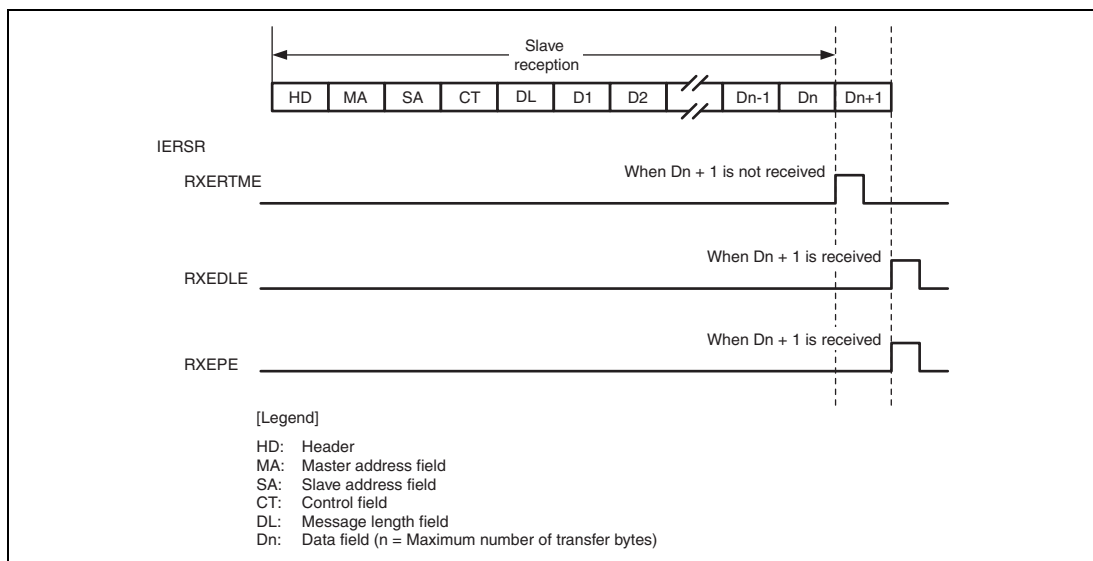 Slave
reception
HD MA SA CT DL D1 D2 Dn-1 Dn Dn+1
IERSR
RXERTME
When Dn + 1 is not received
RXEDLE
When Dn + 1 is received
RXEPE
When Dn + 1 is received
[Legend]
HD: Header
MA: Master address field
SA: Slave address field
CT: Control field
DL: Message length field
Dn: Data field (n = Maximum number of transfer bytes)